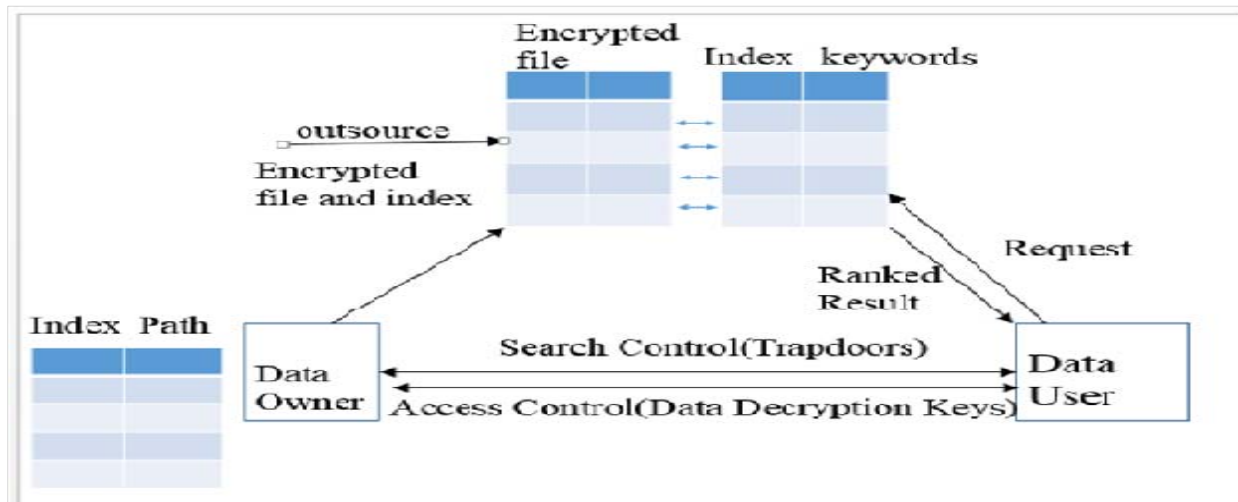 Encrypted
file
Index keywords
outsource
Encrypted
file and index
Request
Ranked
Result
Index Path
Search Control(Trapdoors)
Data
Owner
Data
User
Access Control(Data Decryption Keys)